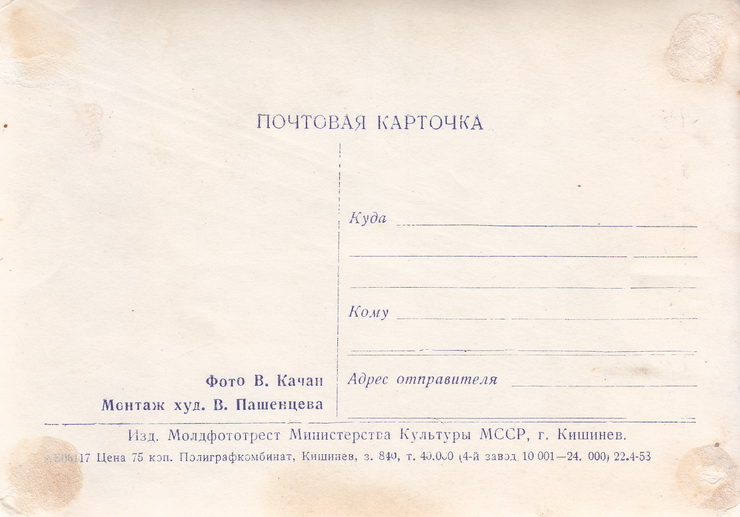 ПОЧТОВАЯ КАРТОЧКА
Куда
Кому
Адрес отправителя
Фото В. Качан
Монтаж худ. В. Пашенцева
Изд. Молдфототрест Министерства Культуры МССР, г. Кишинев.
Цена 75 коп. Полиграфкомбинат, Кишинев, з. 840, т. 40.000 (4-й завод 10 001—24. 000) 22.4-53